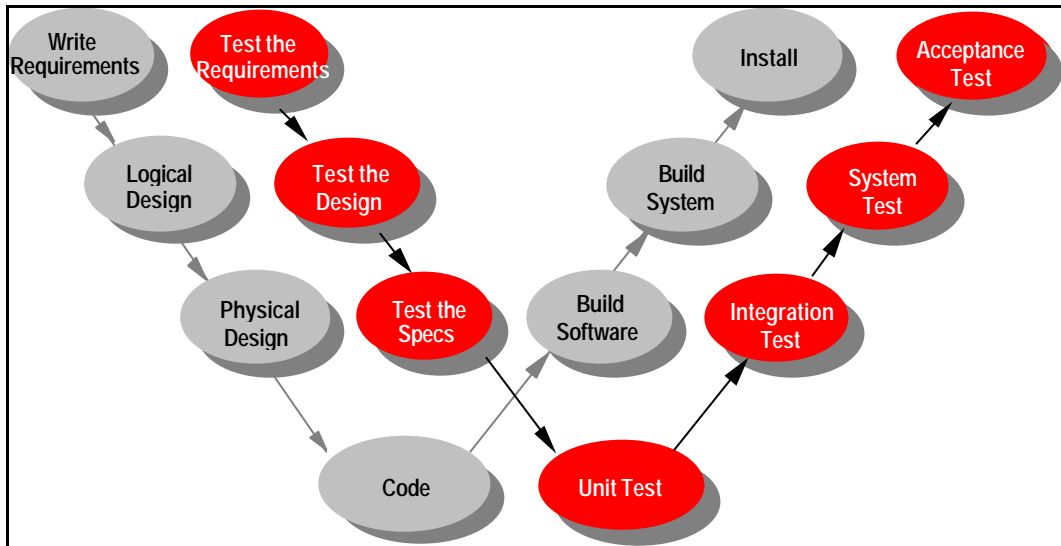 Write
Requirements
Test the
Requirements
Install
Acceptance
Test
Logical
Design
Test the
Design
Build
System
System
Test
Physical
Design
Test the
Specs
Build
Software
Integration
Test
Code
Unit Test